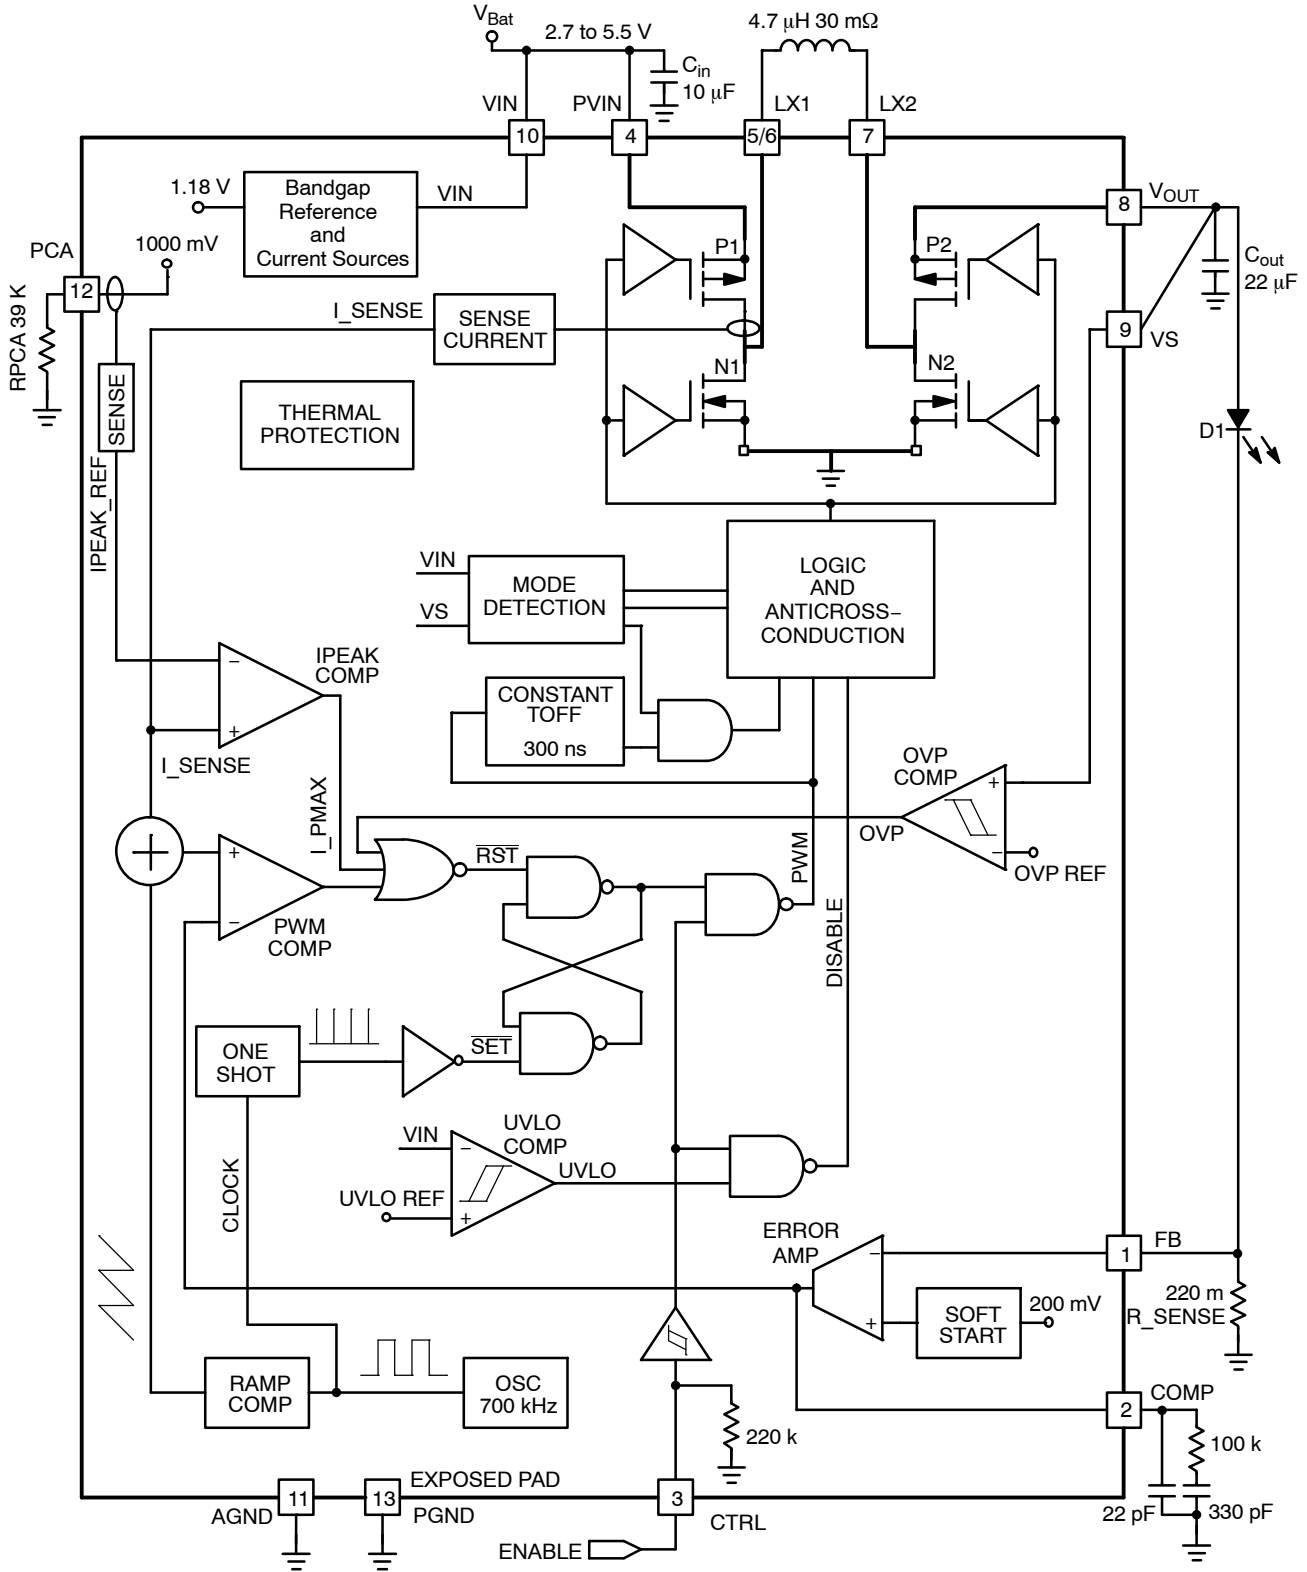 V_Bat
2.7 to 5.5 V
4.7 µH 30 mΩ
C_in
10 µF
VIN
PVIN
LX1
LX2
10
4
5/6
7
1.18 V
Bandgap
Reference
and
Current Sources
VIN
8
V_OUT
PCA
1000 mV
P1
P2
C_out
22 µF
12
RPCA 39 K
I_SENSE
SENSE
CURRENT
9
VS
SENSE
N1
N2
THERMAL
PROTECTION
D1
IPEAK_REF
VIN
VS
MODE
DETECTION
LOGIC
AND
ANTICROSS−
CONDUCTION
−
+
IPEAK
COMP
CONSTANT
TOFF
300 ns
I_SENSE
OVP
COMP
+
−
OVP
OVP REF
I_PMAX
+
−
PWM
COMP
RST
PWM
DISABLE
ONE
SHOT
SET
VIN
−
UVLO
COMP
UVLO
UVLO REF
+
CLOCK
ERROR
AMP
−
+
1
FB
SOFT
START
200 mV
220 m
R_SENSE
RAMP
COMP
OSC
700 kHz
220 k
2
COMP
100 k
22 pF
330 pF
11
AGND
13
EXPOSED PAD
PGND
3
CTRL
ENABLE